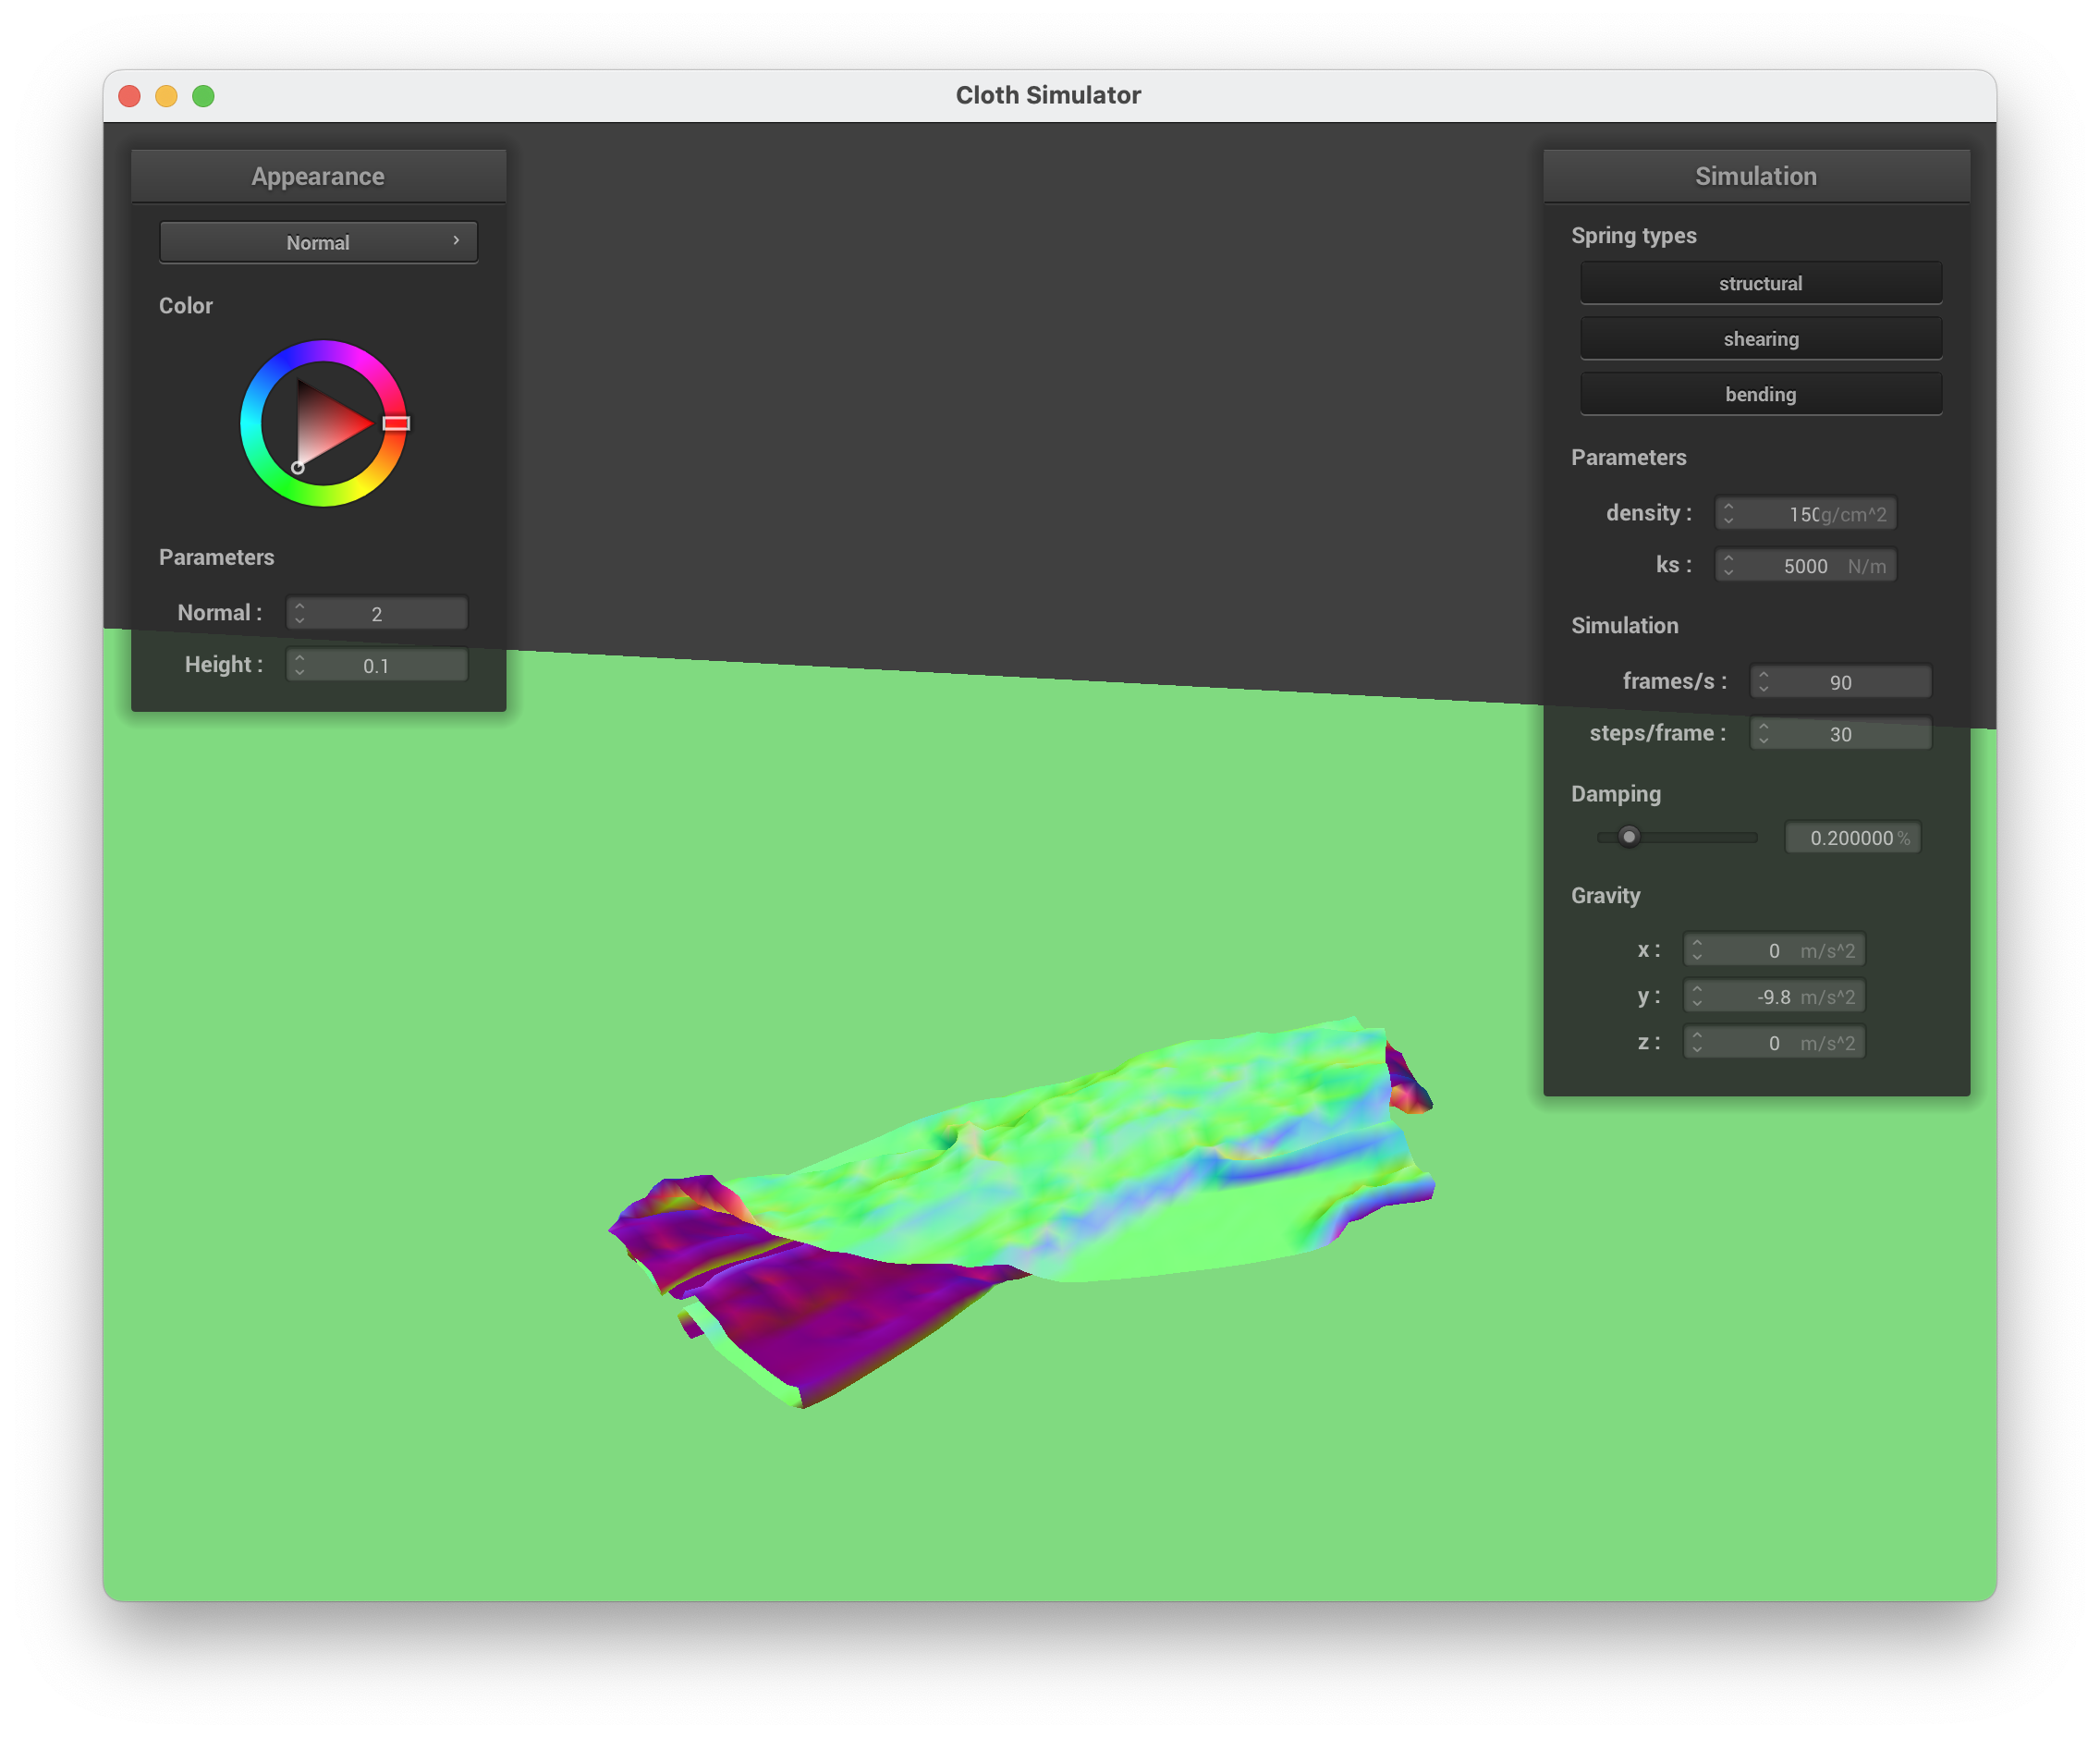 Cloth Simulator
Appearance
Normal
Color
Parameters
Normal : 2
Height : 0.1
Simulation
Spring types
structural
shearing
bending
Parameters
density : 150 g/cm^2
ks : 5000 N/m
Simulation
frames/s : 90
steps/frame : 30
Damping
0.200000 %
Gravity
x : 0 m/s^2
y : -9.8 m/s^2
z : 0 m/s^2